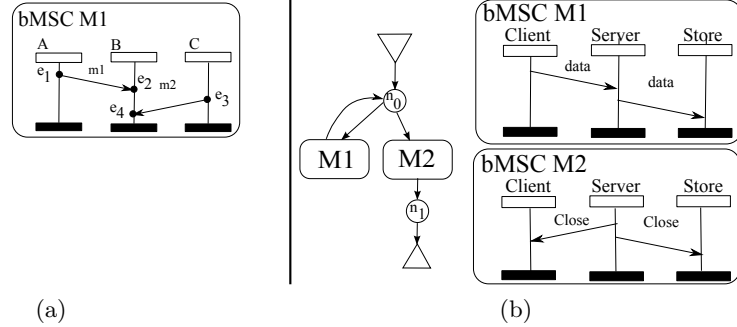 bMSC M1
A B C
m1 m2
e1 e2 e3
e4
n0
M1 M2
n1
bMSC M1
Client Server Store
data
data
bMSC M2
Client Server Store
Close Close
(a) (b)